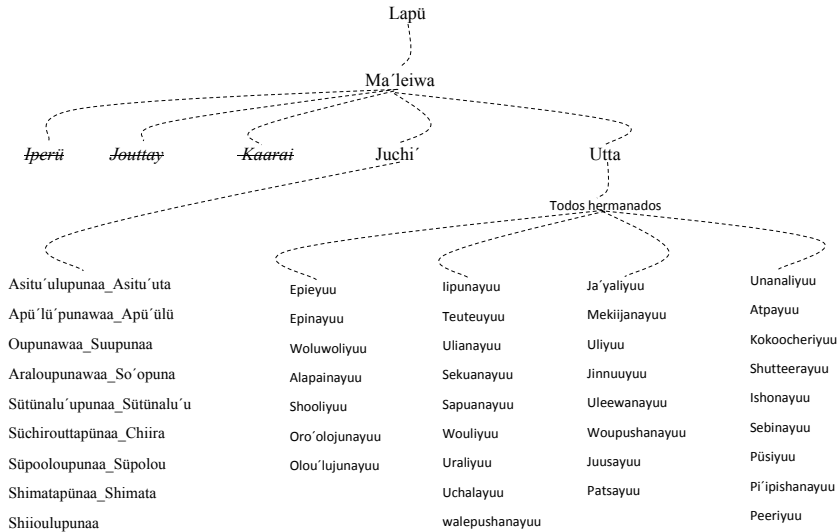 Lapü
Ma´leiwa
Iperü Jouttay Kaarai Juchi´ Utta
Todos hermanados
Asitu´ulupunaa_Asitu´uta
Apü´lü´punawaa_Apü´ülü
Oupunawaa_Suupunaa
Araloupunawaa_So´opuna
Sütünalu´upunaa_Sütünalu´u
Süchirouttapünaa_Chiira
Süpooloupunaa_Süpolou
Shimatapünaa_Shimata
Shiioulupunaa
Epieyuu
Epinayuu
Woluwoliyuu
Alapainayuu
Shooliyuu
Oro´olojunayuu
Olou´lujunayuu
Iipunayuu
Teuteuyuu
Ulianayuu
Sekuanayuu
Sapuanayuu
Wouliyuu
Uraliyuu
Uchalayuu
walepushanayuu
Ja´yaliyuu
Mekiijanayuu
Uliyuu
Jinnuuyuu
Uleewanayuu
Woupushanayuu
Juusayuu
Patsayuu
Unanaliyuu
Atpayuu
Kokoocheriyuu
Shutteerayuu
Ishonayuu
Sebinayuu
Püsiyuu
Pi´ipishanayuu
Peeriyuu